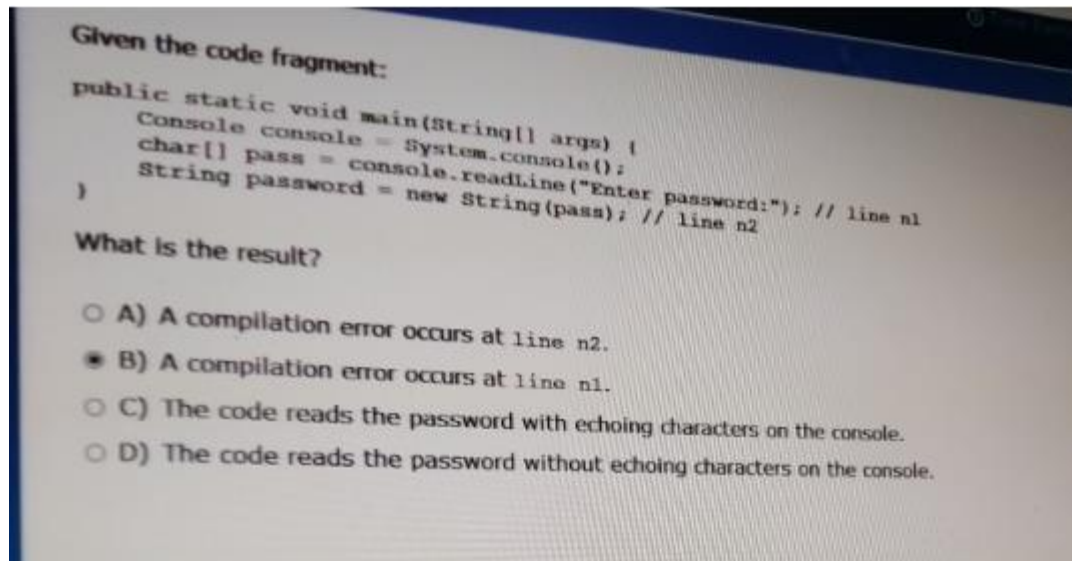 Given the code fragment:
public static void main(String[] args) {
Console console = System.console();
char[] pass = console.readLine("Enter password:"); // line n1
String password = new String(pass); // line n2
}
What is the result?
A) A compilation error occurs at line n2.
B) A compilation error occurs at line n1.
C) The code reads the password with echoing characters on the console.
D) The code reads the password without echoing characters on the console.